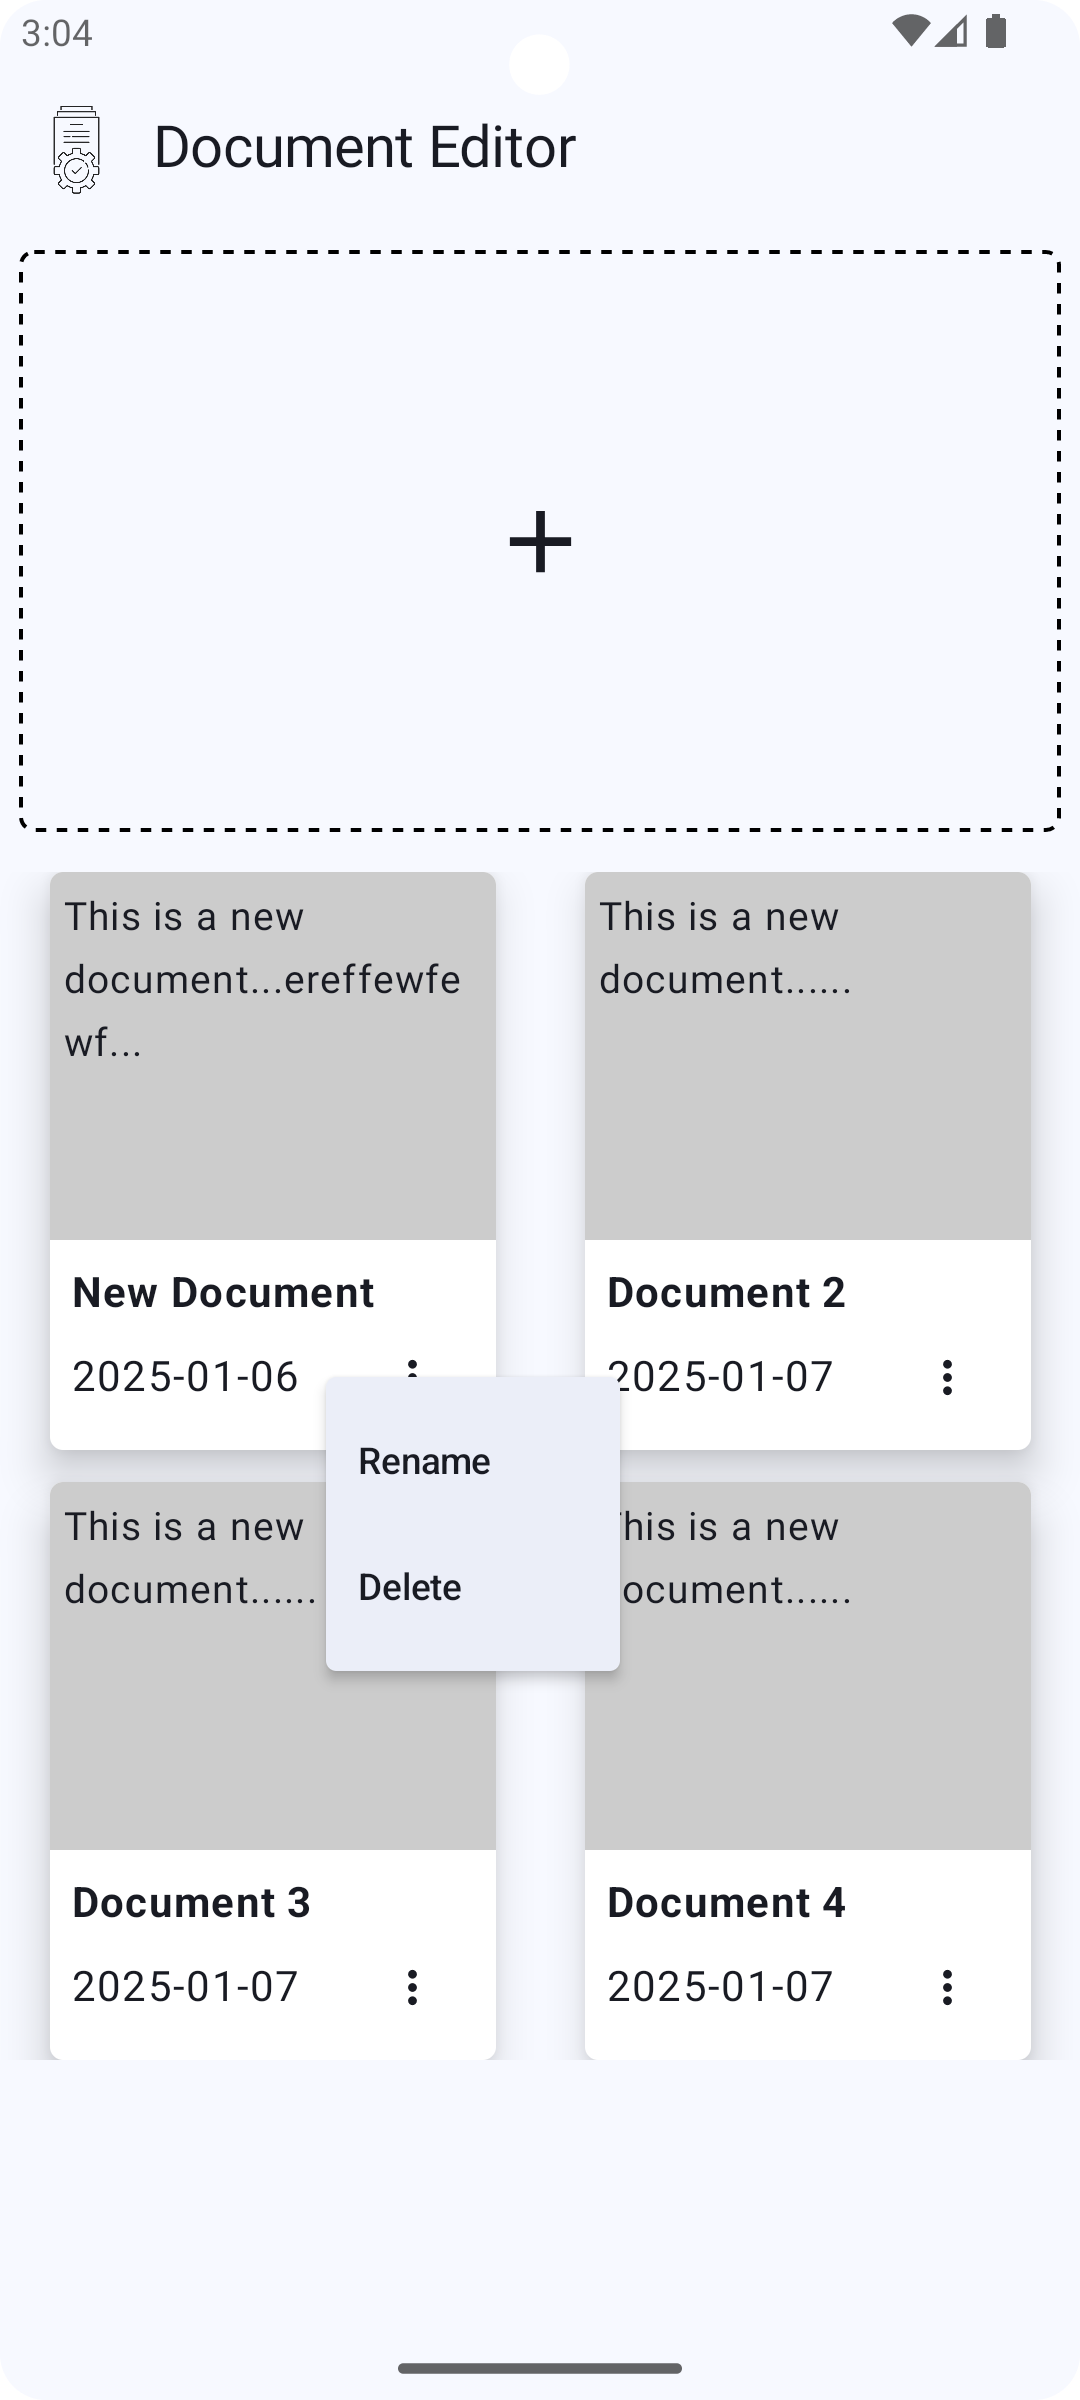 3:04
Document Editor
This is a new
document...ereffewfe
wf...
New Document
2025-01-06
This is a new
document......
Document 2
2025-01-07
Rename
Delete
This is a new
document......
Document 3
2025-01-07
his is a new
ocument......
Document 4
2025-01-07